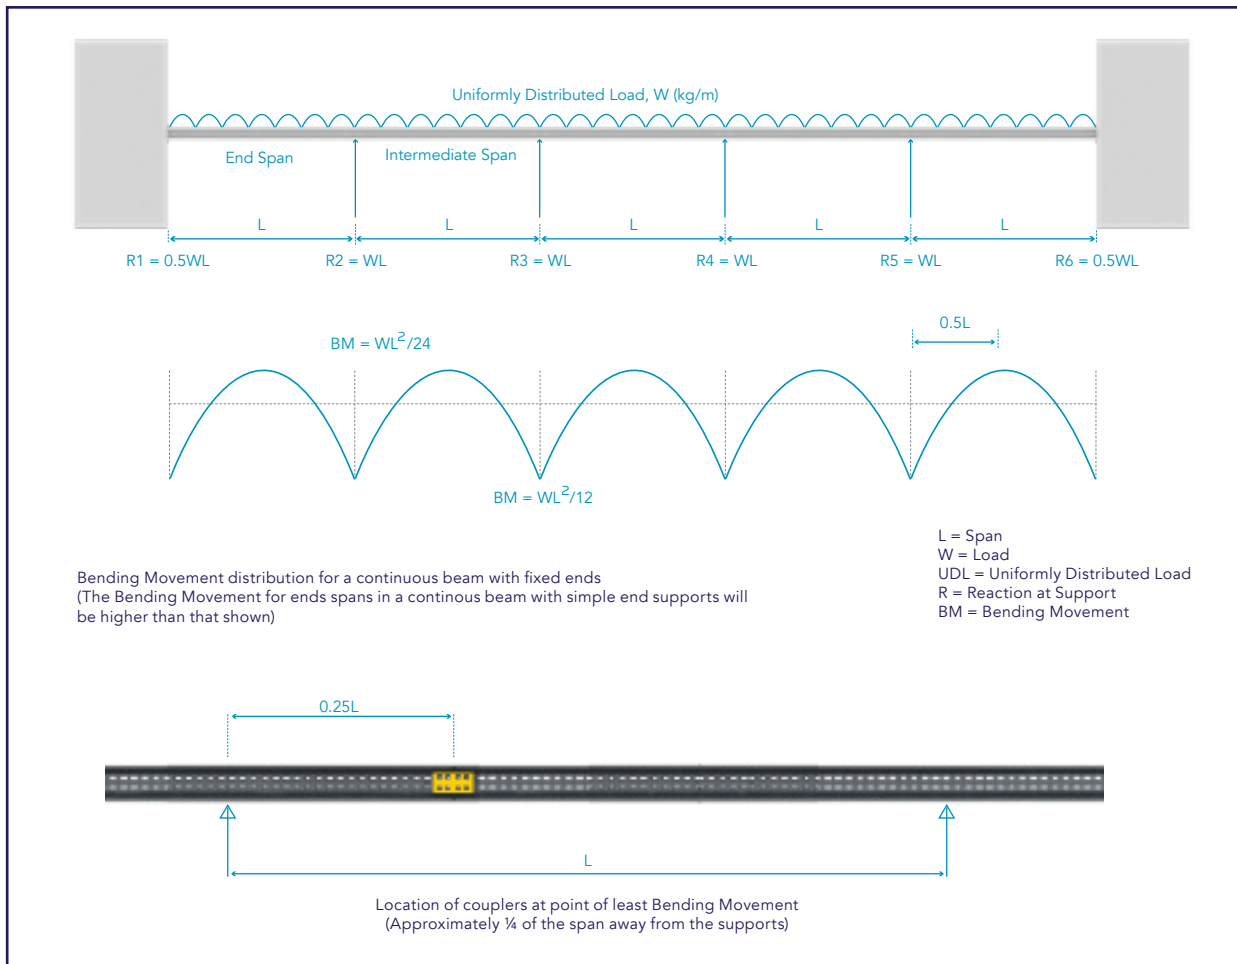 Uniformly Distributed Load, W (kg/m)
End Span
Intermediate Span
L
L
L
L
L
R1 = 0.5WL
R2 = WL
R3 = WL
R4 = WL
R5 = WL
R6 = 0.5WL
0.5L
BM = WL²/24
BM = WL²/12
L = Span
W = Load
UDL = Uniformly Distributed Load
R = Reaction at Support
BM = Bending Movement
Bending Movement distribution for a continuous beam with fixed ends
(The Bending Movement for ends spans in a continous beam with simple end supports will
be higher than that shown)
0.25L
L
Location of couplers at point of least Bending Movement
(Approximately ¼ of the span away from the supports)